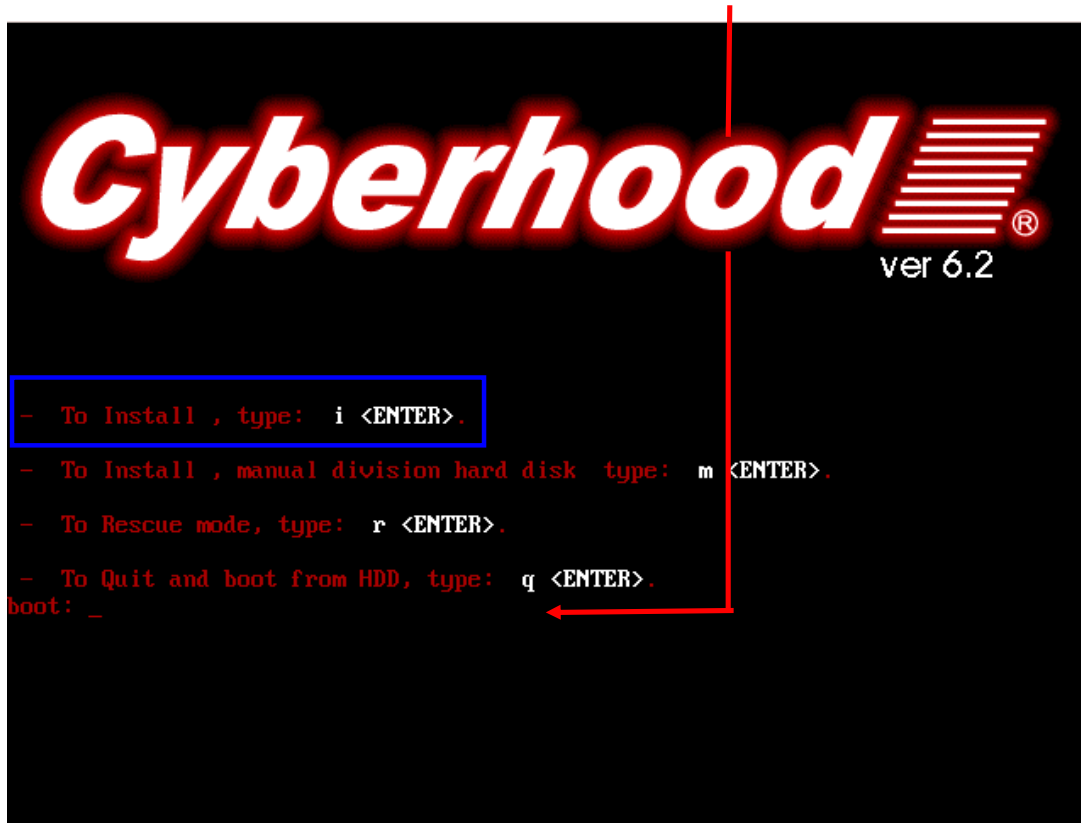 Cyberhood ®
ver 6.2
- To Install , type: i <ENTER>.
- To Install , manual division hard disk type: m <ENTER>.
- To Rescue mode, type: r <ENTER>.
- To Quit and boot from HDD, type: q <ENTER>.
boot: _